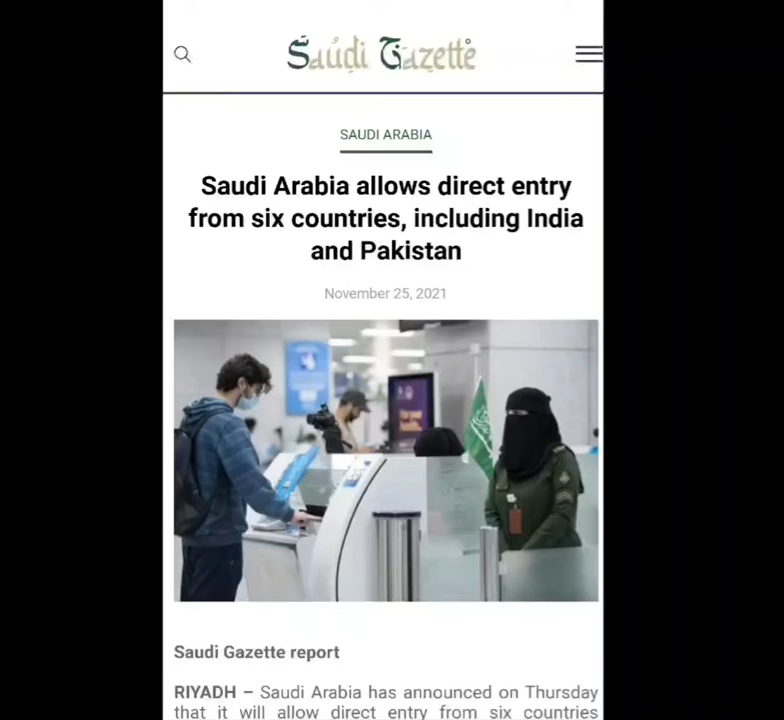 Saudi Gazette
SAUDI ARABIA
Saudi Arabia allows direct entry
from six countries, including India
and Pakistan
November 25, 2021
Saudi Gazette report
RIYADH – Saudi Arabia has announced on Thursday
that it will allow direct entry from six countries